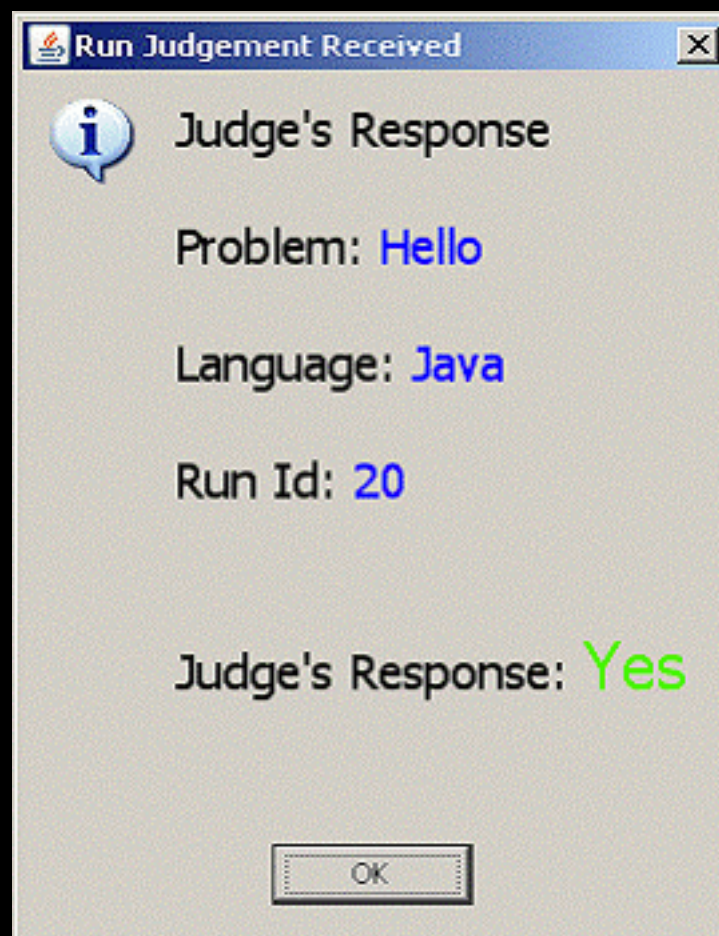 Run Judgement Received
Judge's Response
Problem: Hello
Language: Java
Run Id: 20
Judge's Response: Yes
OK